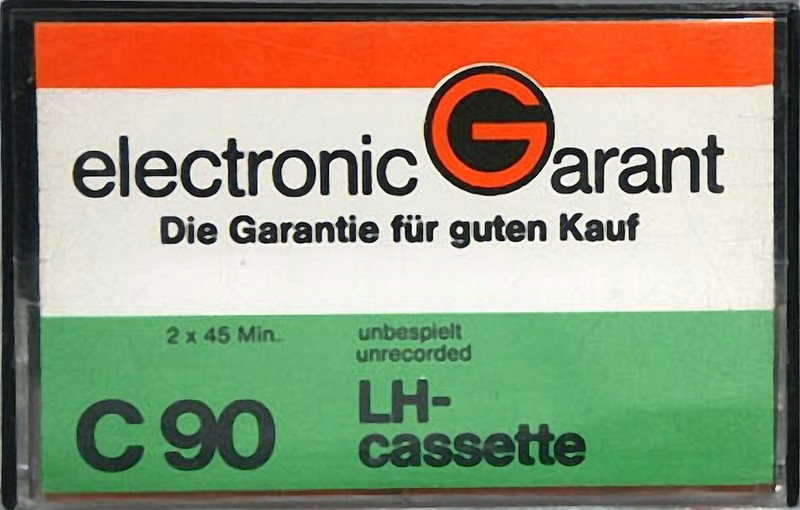 electronic Garant
Die Garantie für guten Kauf
2 x 45 Min.
unbespielt
unrecorded
C 90
LH-
cassette